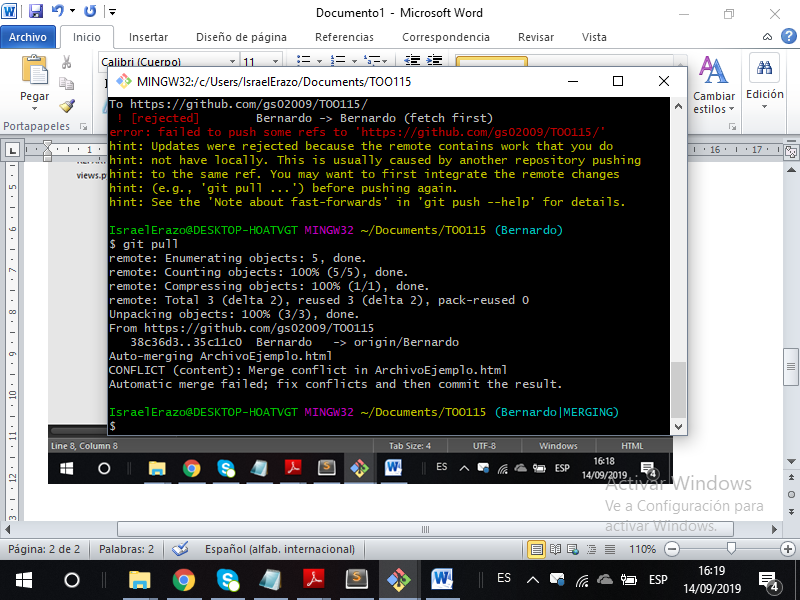 Documento1 - Microsoft Word
Archivo
Inicio
Insertar
Diseño de página
Referencias
Correspondencia
Revisar
Vista
Pegar
Portapapeles
Calibri (Cuerpo)
11
Cambiar estilos
Edición
MINGW32:/c/Users/IsraelErazo/Documents/TOO115
To https://github.com/gs02009/TOO115/
! [rejected] Bernardo -> Bernardo (fetch first)
error: failed to push some refs to 'https://github.com/gs02009/TOO115/'
hint: Updates were rejected because the remote contains work that you do
hint: not have locally. This is usually caused by another repository pushing
hint: to the same ref. You may want to first integrate the remote changes
hint: (e.g., 'git pull ...') before pushing again.
hint: See the 'Note about fast-forwards' in 'git push --help' for details.
IsraelErazo@DESKTOP-HOATVGT MINGW32 ~/Documents/TOO115 (Bernardo)
$ git pull
remote: Enumerating objects: 5, done.
remote: Counting objects: 100% (5/5), done.
remote: Compressing objects: 100% (1/1), done.
remote: Total 3 (delta 2), reused 3 (delta 2), pack-reused 0
Unpacking objects: 100% (3/3), done.
From https://github.com/gs02009/TOO115
38c36d3..35c11c0 Bernardo -> origin/Bernardo
Auto-merging ArchivoEjemplo.html
CONFLICT (content): Merge conflict in ArchivoEjemplo.html
Automatic merge failed; fix conflicts and then commit the result.
IsraelErazo@DESKTOP-HOATVGT MINGW32 ~/Documents/TOO115 (Bernardo|MERGING)
$
Line 8, Column 8
Tab Size: 4
UTF-8
Windows
HTML
ES
ESP
16:18
14/09/2019
4
Activar Windows
Ve a Configuración para
activar Windows.
Página: 2 de 2
Palabras: 2
Español (alfab. internacional)
110%
ES
ESP
16:19
14/09/2019
4